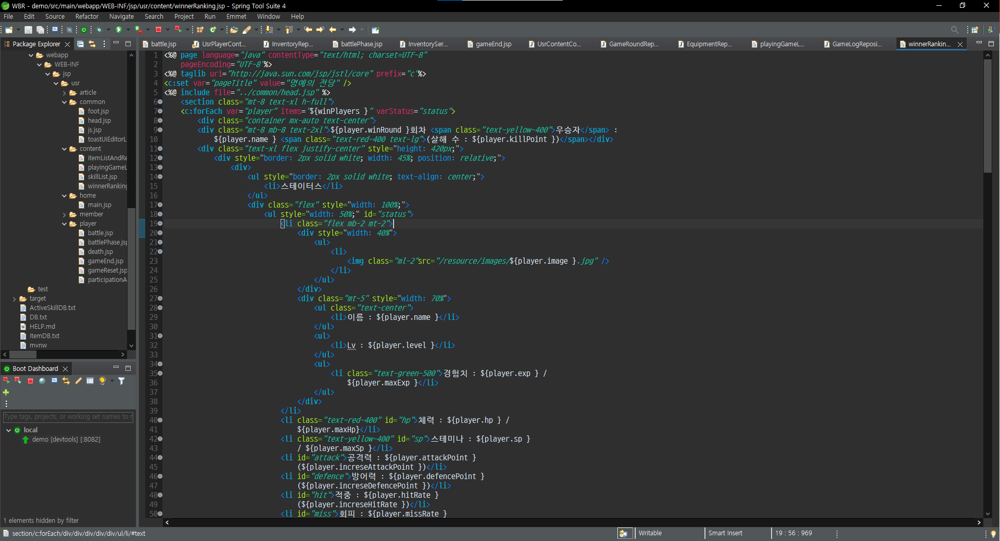 WBR - demo/src/main/webapp/WEB-INF/jsp/usr/content/winnerRanking.jsp - Spring Tool Suite 4
File Edit Source Refactor Navigate Search Project Run Emmet Window Help
Package Explorer
battle.jsp UsrPlayerCont... InventoryRep... battlePhase.jsp InventorySer... gameEnd.jsp UsrContentCo... GameRoundRep... EquipmentRep... playingGameL... GameLogReposi... winnerRankin...
webapp
WEB-INF
jsp
usr
article
common
foot.jsp
head.jsp
js.jsp
toastUiEditorL
content
itemListAndRe
playingGameL
skillList.jsp
winnerRanking
home
main.jsp
member
player
battle.jsp
battlePhase.jsp
death.jsp
gameEnd.jsp
gameReset.jsp
participationA
test
target
ActiveSkillDB.txt
DB.txt
HELP.md
ItemDB.txt
mvnw
Boot Dashboard
Type tags, projects, or working set names to r
local
demo [devtools] [:8082]
1 elements hidden by filter
1 <%@ page language="java" contentType="text/html; charset=UTF-8"
2 pageEncoding="UTF-8"%>
3 <%@ taglib uri="http://java.sun.com/jsp/jstl/core" prefix="c"%>
4 <c:set var="pageTitle" value="명예의 전당" />
5 <%@ include file="../common/head.jsp" %>
6 <section class="mt-8 text-xl h-full">
7 <c:forEach var="player" items="${winPlayers }" varStatus="status">
8 <div class="container mx-auto text-center">
9 <div class="mt-8 mb-8 text-2xl">${player.winRound }회차 <span class="text-yellow-400">우승자</span> :
10 ${player.name } <span class="text-red-400 text-lg">(살해 수 : ${player.killPoint })</span></div>
11 <div class="text-xl flex justify-center" style="height: 420px;">
12 <div style="border: 2px solid white; width: 45%; position: relative;">
13 <div>
14 <ul style="border: 2px solid white; text-align: center;">
15 <li>스테이터스</li>
16 </ul>
17 <div class="flex" style="width: 100%;">
18 <ul style="width: 50%;" id="status">
19 <li class="flex mb-2 mt-2">
20 <div style="width: 40%">
21 <ul>
22 <li>
23 <img class="ml-2"src="/resource/images/${player.image }.jpg" />
24 </li>
25 </ul>
26 </div>
27 <div class="mt-5" style="width: 70%">
28 <ul class="text-center">
29 <li>이름 : ${player.name }</li>
30 </ul>
31 <ul>
32 <li>Lv : ${player.level }</li>
33 </ul>
34 <ul>
35 <li class="text-green-500">경험치 : ${player.exp } /
36 ${player.maxExp }</li>
37 </ul>
38 </div>
39 </li>
40 <li class="text-red-400" id="hp">체력 : ${player.hp } /
41 ${player.maxHp}</li>
42 <li class="text-yellow-400" id="sp">스테미나 : ${player.sp }
43 / ${player.maxSp }</li>
44 <li id="attack">공격력 : ${player.attackPoint }
45 (${player.increseAttackPoint })</li>
46 <li id="defence">방어력 : ${player.defencePoint }
47 (${player.increseDefencePoint })</li>
48 <li id="hit">적중 : ${player.hitRate }
49 (${player.increseHitRate })</li>
50 <li id="miss">회피 : ${player.missRate }
section/c:forEach/div/div/div/div/div/ul/li/#text
Writable Smart Insert 19 : 56 : 969